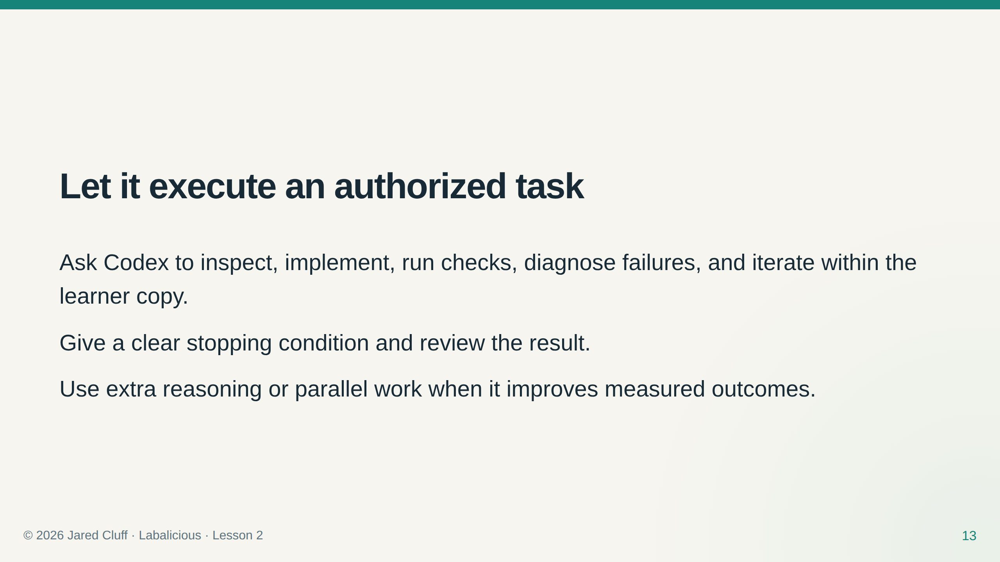 Let it execute an authorized task
Ask Codex to inspect, implement, run checks, diagnose failures, and iterate within the
learner copy.
Give a clear stopping condition and review the result.
Use extra reasoning or parallel work when it improves measured outcomes.
© 2026 Jared Cluff · Labalicious · Lesson 2
13